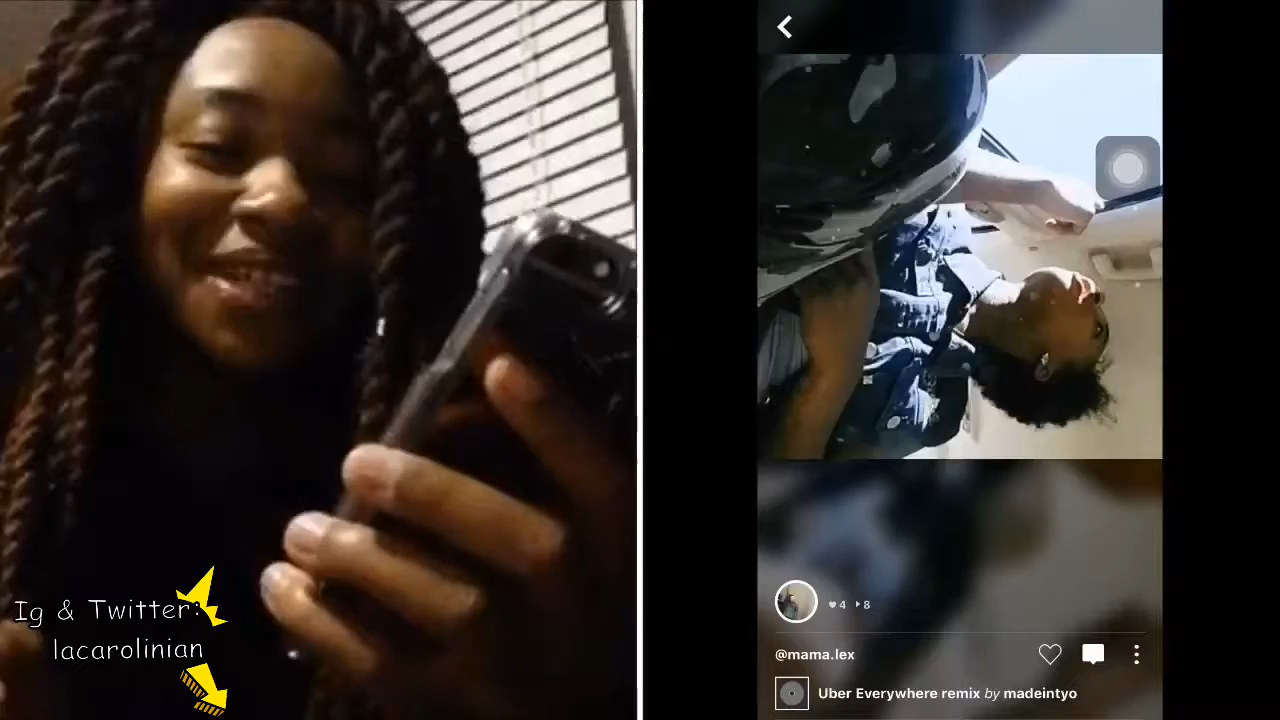 Ig & Twitter:
lacarolinian
4 8
@mama.lex
Uber Everywhere remix by madeintyo